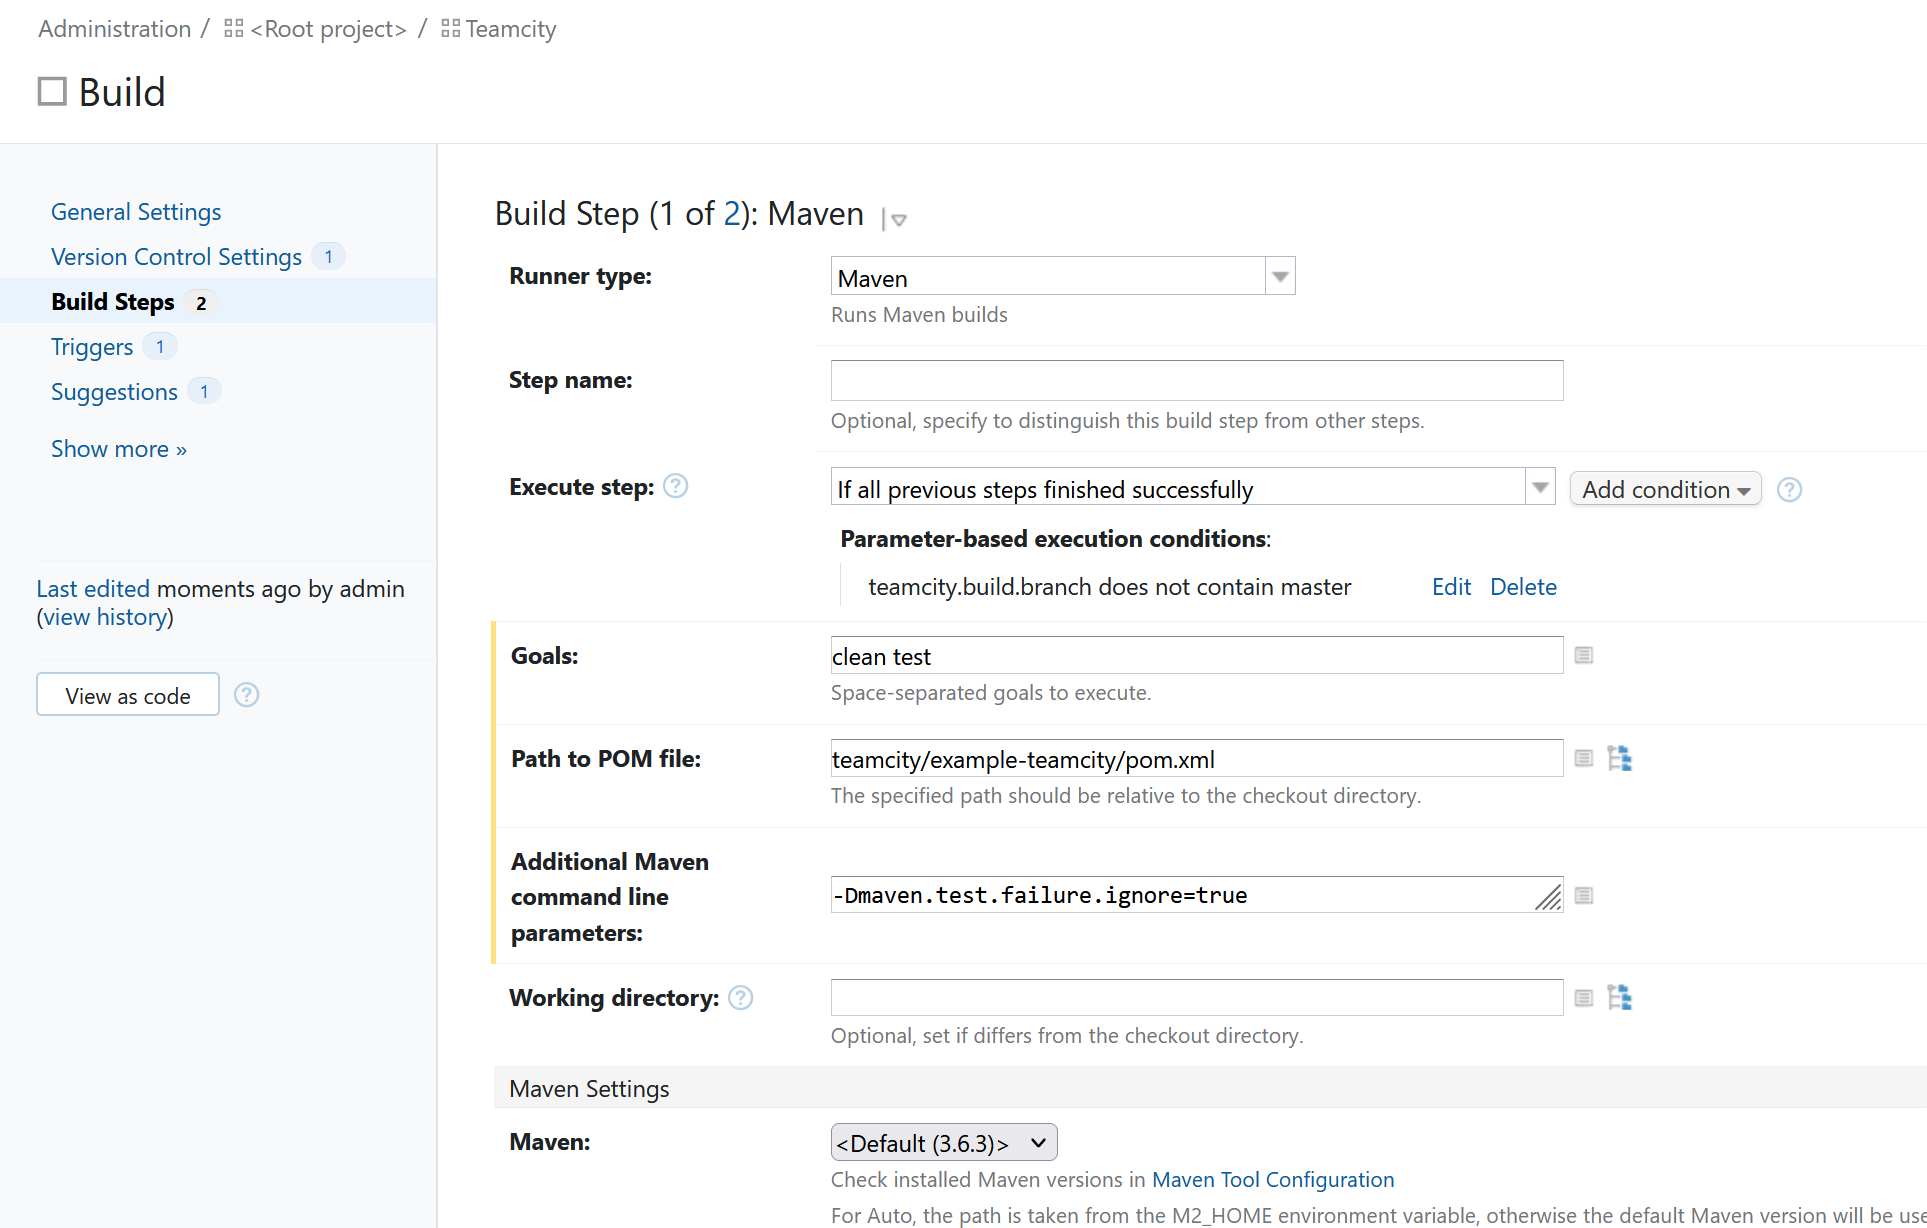 Administration / <Root project> / Teamcity
Build
General Settings
Version Control Settings 1
Build Steps 2
Triggers 1
Suggestions 1
Show more »
Last edited moments ago by admin
(view history)
View as code ?
Build Step (1 of 2): Maven
Runner type: Maven
Runs Maven builds
Step name:
Optional, specify to distinguish this build step from other steps.
Execute step: ? If all previous steps finished successfully Add condition ?
Parameter-based execution conditions:
teamcity.build.branch does not contain master Edit Delete
Goals: clean test
Space-separated goals to execute.
Path to POM file: teamcity/example-teamcity/pom.xml
The specified path should be relative to the checkout directory.
Additional Maven
command line -Dmaven.test.failure.ignore=true
parameters:
Working directory: ?
Optional, set if differs from the checkout directory.
Maven Settings
Maven: <Default (3.6.3)>
Check installed Maven versions in Maven Tool Configuration
For Auto, the path is taken from the M2_HOME environment variable, otherwise the default Maven version will be